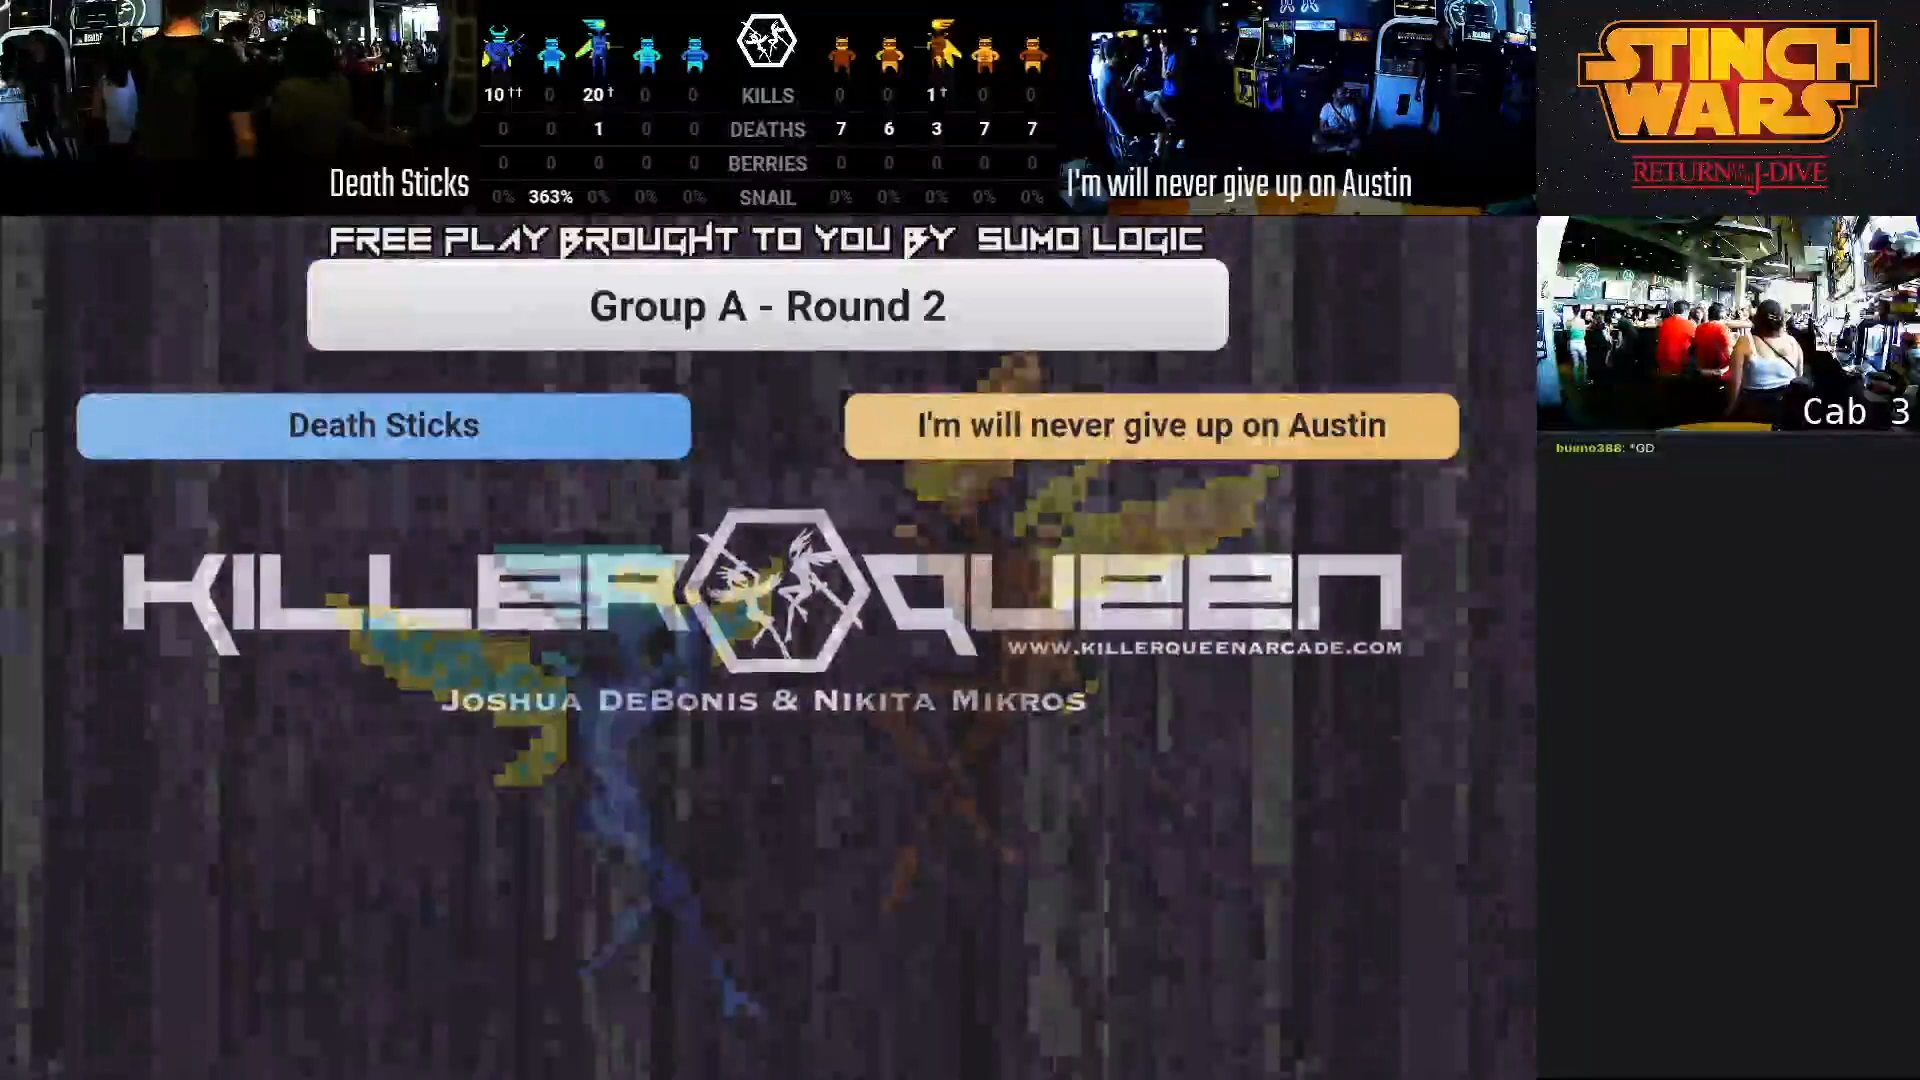 10†† 0 20† 0 0 KILLS 0 0 1† 0 0
0 0 1 0 0 DEATHS 7 6 3 7 7
0 0 0 0 0 BERRIES 0 0 0 0 0
0% 363% 0% 0% 0% SNAIL 0% 0% 0% 0% 0%
Death Sticks
I'm will never give up on Austin
STINCH
WARS
RETURN OF THE J-DIVE
FREE PLAY BROUGHT TO YOU BY SUMO LOGIC
Group A - Round 2
Death Sticks
I'm will never give up on Austin
KILLER QUEEN
WWW.KILLERQUEENARCADE.COM
JOSHUA DEBONIS & NIKITA MIKROS
Cab 3
bueno388: *GD